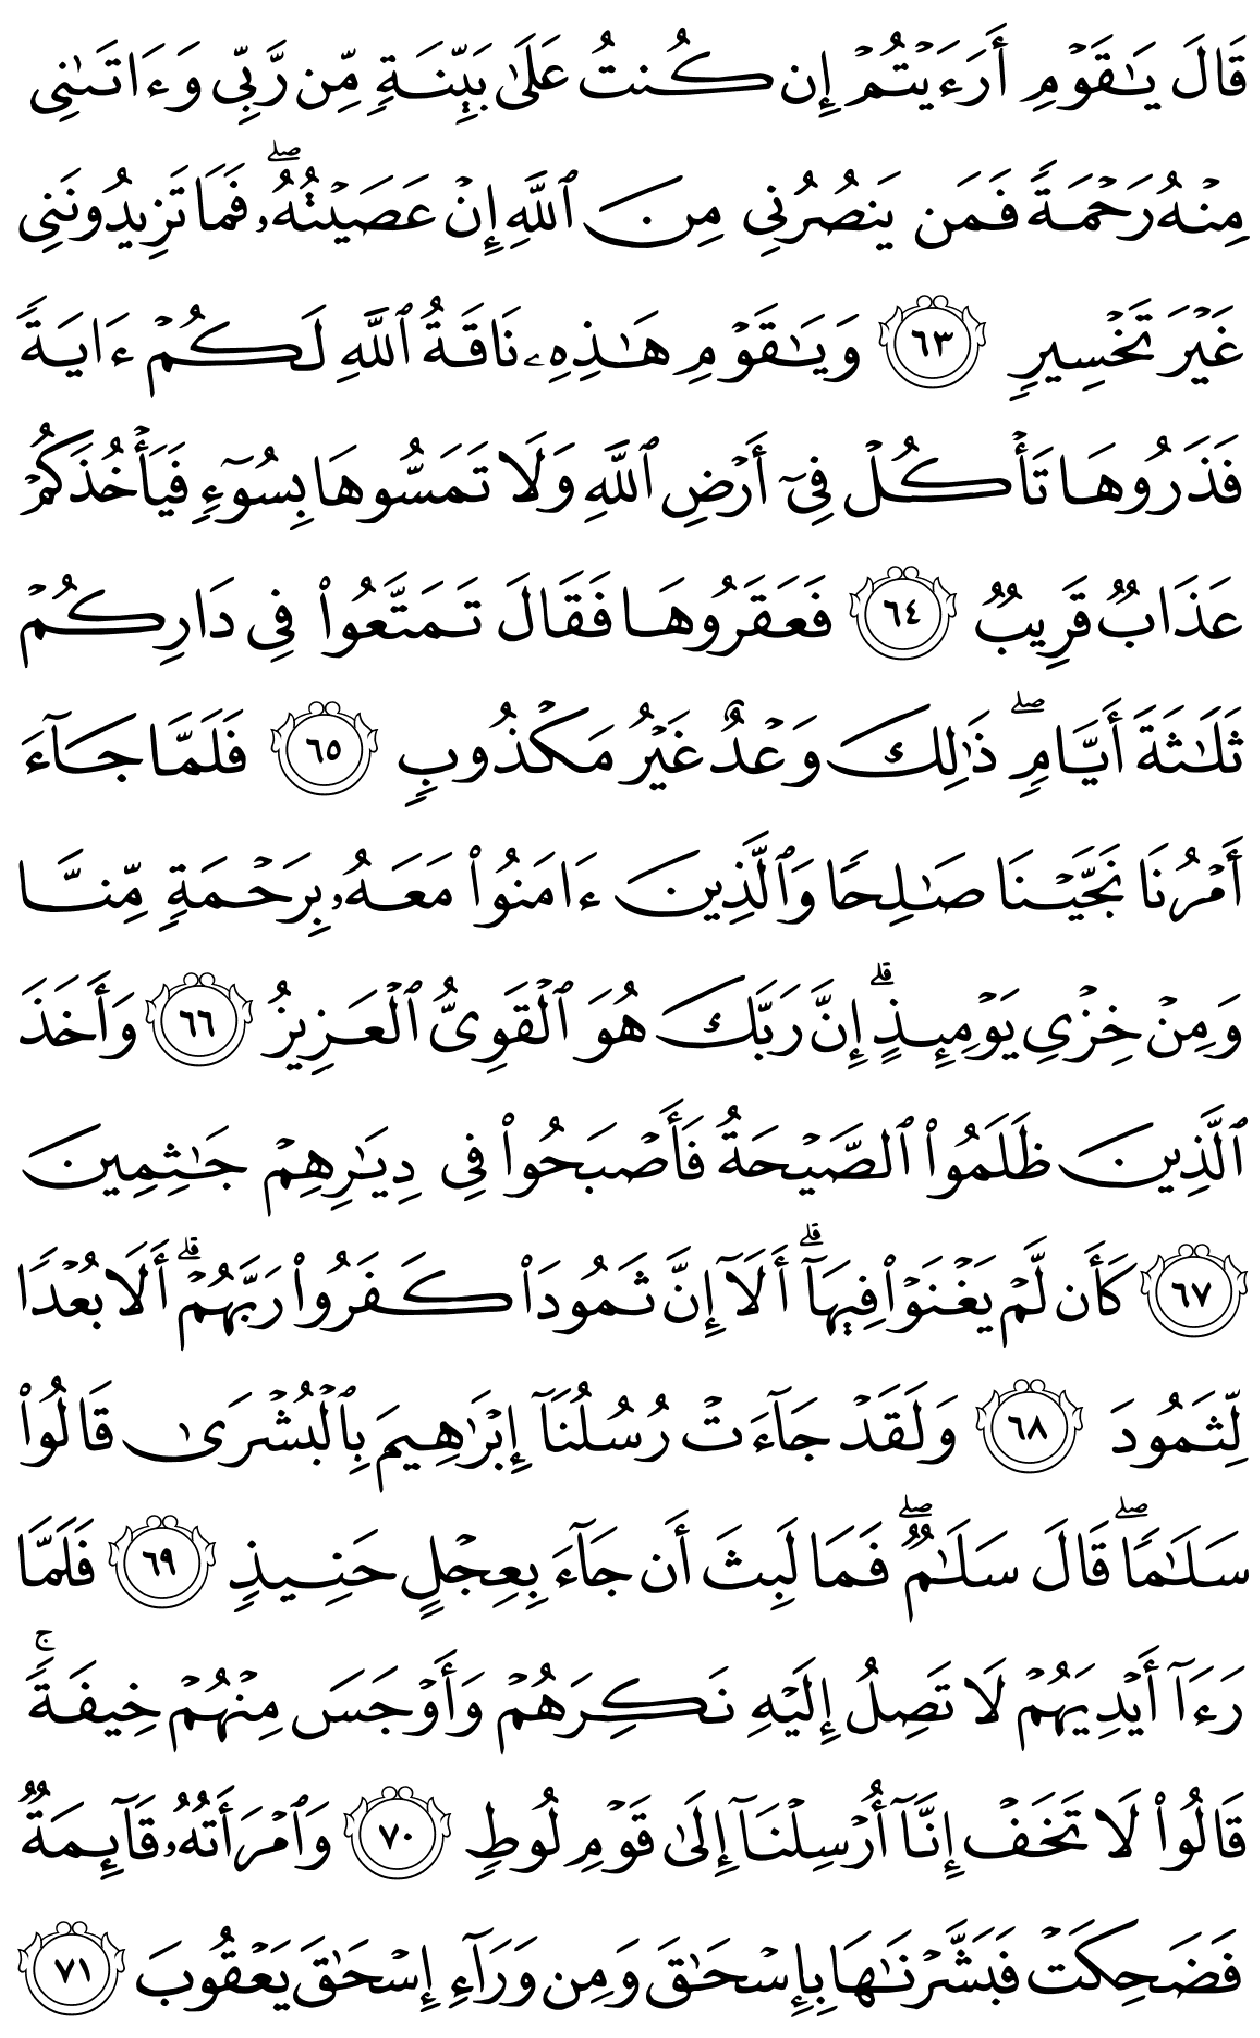 قَالَ يَٰقَوۡمِ أَرَءَيۡتُمۡ إِن كُنتُ عَلَىٰ بَيِّنَةٖ مِّن رَّبِّي وَءَاتَىٰنِي
مِنۡهُ رَحۡمَةٗ فَمَن يَنصُرُنِي مِنَ ٱللَّهِ إِنۡ عَصَيۡتُهُۥۖ فَمَا تَزِيدُونَنِي
غَيۡرَ تَخۡسِيرٖ ٦٣ وَيَٰقَوۡمِ هَٰذِهِۦ نَاقَةُ ٱللَّهِ لَكُمۡ ءَايَةٗ
فَذَرُوهَا تَأۡكُلۡ فِيٓ أَرۡضِ ٱللَّهِ وَلَا تَمَسُّوهَا بِسُوٓءٖ فَيَأۡخُذَكُمۡ
عَذَابٞ قَرِيبٞ ٦٤ فَعَقَرُوهَا فَقَالَ تَمَتَّعُواْ فِي دَارِكُمۡ
ثَلَٰثَةَ أَيَّامٖۖ ذَٰلِكَ وَعۡدٌ غَيۡرُ مَكۡذُوبٖ ٦٥ فَلَمَّا جَآءَ
أَمۡرُنَا نَجَّيۡنَا صَٰلِحٗا وَٱلَّذِينَ ءَامَنُواْ مَعَهُۥ بِرَحۡمَةٖ مِّنَّا
وَمِنۡ خِزۡيِ يَوۡمِئِذٍۗ إِنَّ رَبَّكَ هُوَ ٱلۡقَوِيُّ ٱلۡعَزِيزُ ٦٦ وَأَخَذَ
ٱلَّذِينَ ظَلَمُواْ ٱلصَّيۡحَةُ فَأَصۡبَحُواْ فِي دِيَٰرِهِمۡ جَٰثِمِينَ
٦٧ كَأَن لَّمۡ يَغۡنَوۡاْ فِيهَآۗ أَلَآ إِنَّ ثَمُودَاْ كَفَرُواْ رَبَّهُمۡۗ أَلَا بُعۡدٗا
لِّثَمُودَ ٦٨ وَلَقَدۡ جَآءَتۡ رُسُلُنَآ إِبۡرَٰهِيمَ بِٱلۡبُشۡرَىٰ قَالُواْ
سَلَٰمٗاۖ قَالَ سَلَٰمٞۖ فَمَا لَبِثَ أَن جَآءَ بِعِجۡلٍ حَنِيذٖ ٦٩ فَلَمَّا
رَءَآ أَيۡدِيَهُمۡ لَا تَصِلُ إِلَيۡهِ نَكِرَهُمۡ وَأَوۡجَسَ مِنۡهُمۡ خِيفَةٗۚ
قَالُواْ لَا تَخَفۡ إِنَّآ أُرۡسِلۡنَآ إِلَىٰ قَوۡمِ لُوطٖ ٧٠ وَٱمۡرَأَتُهُۥ قَآئِمَةٞ
فَضَحِكَتۡ فَبَشَّرۡنَٰهَا بِإِسۡحَٰقَ وَمِن وَرَآءِ إِسۡحَٰقَ يَعۡقُوبَ ٧١